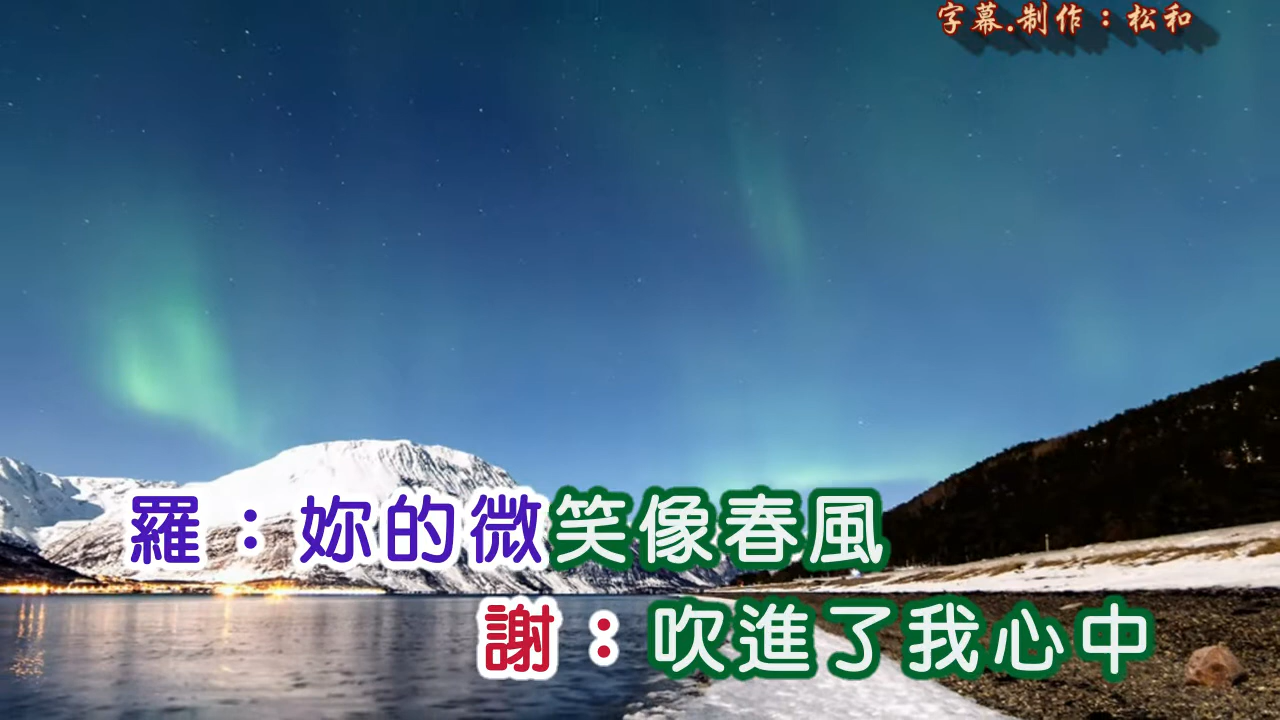 字幕.制作：松和
羅：妳的微笑像春風
謝：吹進了我心中